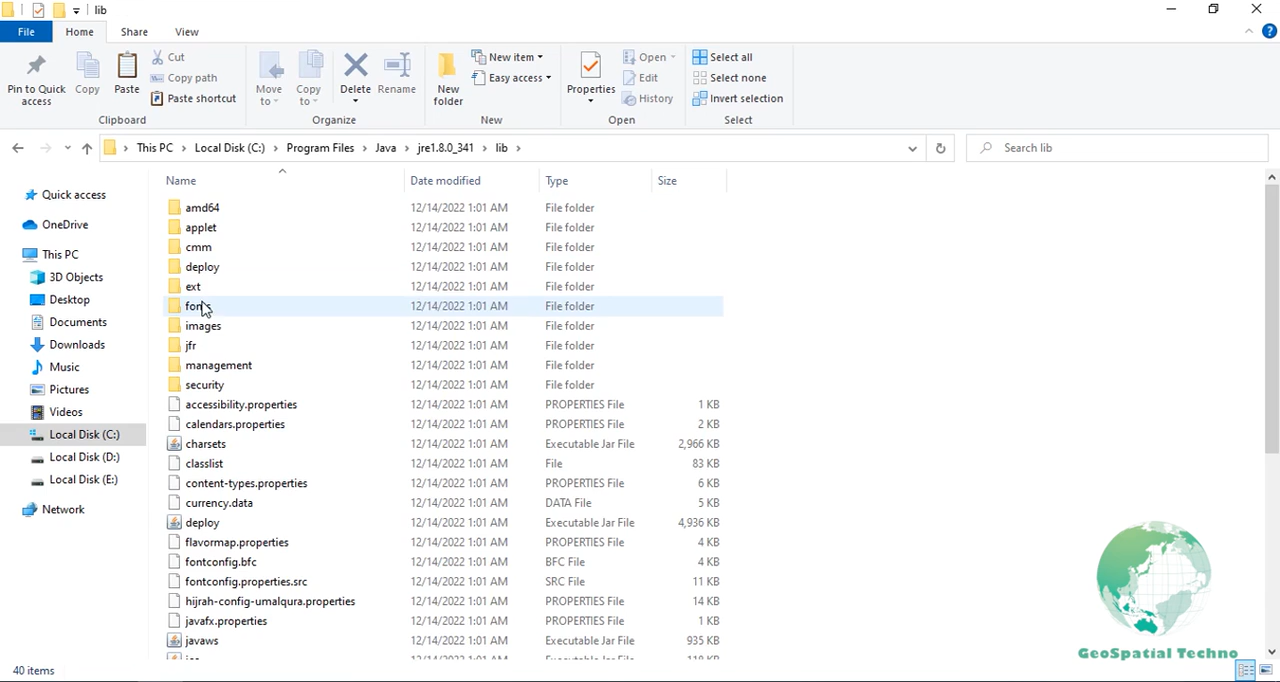 lib
File Home Share View
Pin to Quick access
Copy
Paste
Cut
Copy path
Paste shortcut
Clipboard
Move to
Copy to
Delete
Rename
Organize
New folder
New item
Easy access
New
Properties
Open
Edit
History
Open
Select all
Select none
Invert selection
Select
This PC Local Disk (C:) Program Files Java jre1.8.0_341 lib
Search lib
Quick access
OneDrive
This PC
3D Objects
Desktop
Documents
Downloads
Music
Pictures
Videos
Local Disk (C:)
Local Disk (D:)
Local Disk (E:)
Network
Name Date modified Type Size
amd64 12/14/2022 1:01 AM File folder
applet 12/14/2022 1:01 AM File folder
cmm 12/14/2022 1:01 AM File folder
deploy 12/14/2022 1:01 AM File folder
ext 12/14/2022 1:01 AM File folder
fonts 12/14/2022 1:01 AM File folder
images 12/14/2022 1:01 AM File folder
jfr 12/14/2022 1:01 AM File folder
management 12/14/2022 1:01 AM File folder
security 12/14/2022 1:01 AM File folder
accessibility.properties 12/14/2022 1:01 AM PROPERTIES File 1 KB
calendars.properties 12/14/2022 1:01 AM PROPERTIES File 2 KB
charsets 12/14/2022 1:01 AM Executable Jar File 2,966 KB
classlist 12/14/2022 1:01 AM File 83 KB
content-types.properties 12/14/2022 1:01 AM PROPERTIES File 6 KB
currency.data 12/14/2022 1:01 AM DATA File 5 KB
deploy 12/14/2022 1:01 AM Executable Jar File 4,936 KB
flavormap.properties 12/14/2022 1:01 AM PROPERTIES File 4 KB
fontconfig.bfc 12/14/2022 1:01 AM BFC File 4 KB
fontconfig.properties.src 12/14/2022 1:01 AM SRC File 11 KB
hijrah-config-umalqura.properties 12/14/2022 1:01 AM PROPERTIES File 14 KB
javafx.properties 12/14/2022 1:01 AM PROPERTIES File 1 KB
javaws 12/14/2022 1:01 AM Executable Jar File 935 KB
GeoSpatial Techno
40 items